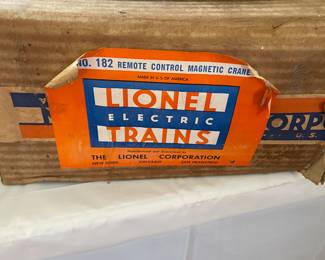 NO. 182 REMOTE CONTROL MAGNETIC CRANE
MADE IN U. S. OF AMERICA
LIONEL
ELECTRIC
TRAINS
THE LIONEL CORPORATION
NEW YORK CHICAGO SAN FRANCISCO
CORPO
U. S.